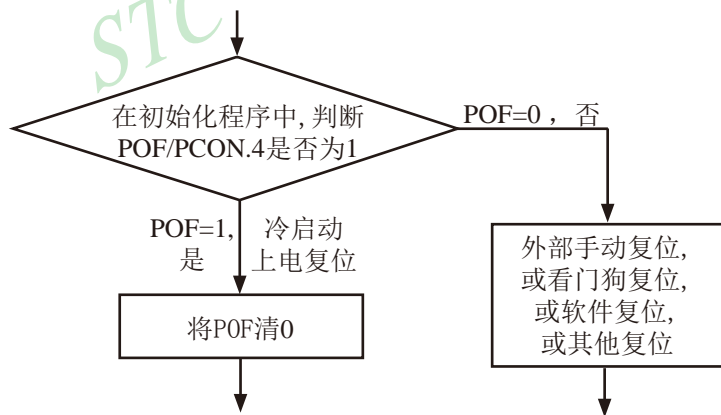 STC
在初始化程序中,判断
POF/PCON.4是否为1
POF=0 ，否
POF=1,
是
冷启动
上电复位
将POF清0
外部手动复位,
或看门狗复位,
或软件复位,
或其他复位